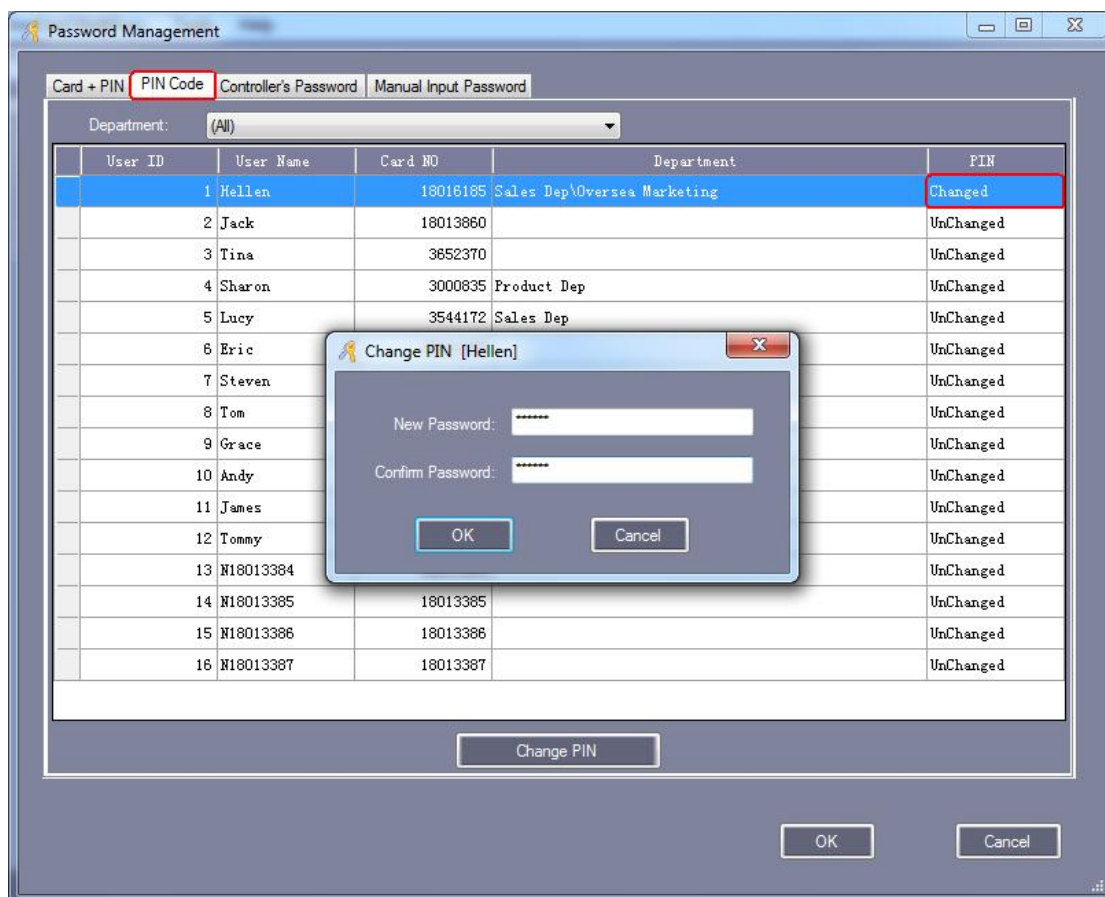 Password Management
Card + PIN PIN Code Controller's Password Manual Input Password
Department: (All)
User ID User Name Card NO Department PIN
1 Hellen 18016185 Sales Dep\Oversea Marketing Changed
2 Jack 18013860 UnChanged
3 Tina 3652370 UnChanged
4 Sharon 3000835 Product Dep UnChanged
5 Lucy 3544172 Sales Dep UnChanged
6 Eric UnChanged
7 Steven UnChanged
8 Tom UnChanged
9 Grace UnChanged
10 Andy UnChanged
11 James UnChanged
12 Tommy UnChanged
13 N18013384 UnChanged
14 N18013385 18013385 UnChanged
15 N18013386 18013386 UnChanged
16 N18013387 18013387 UnChanged
Change PIN [Hellen]
New Password: ******
Confirm Password: ******
OK Cancel
Change PIN
OK Cancel